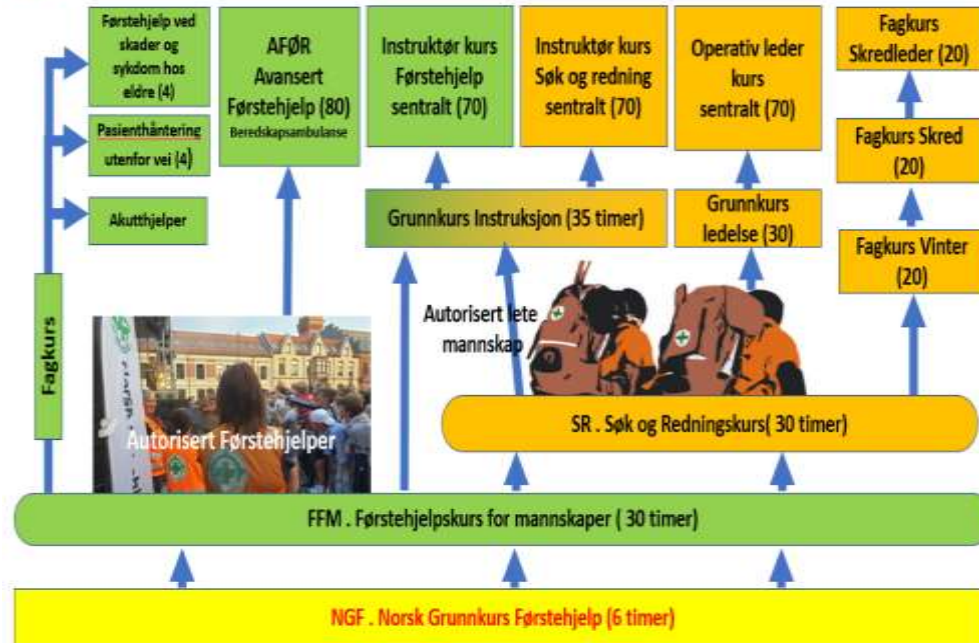 Førstehjelp ved
skader og
sykdom hos
eldre (4)
Pasienthåntering
utenfor vei (4)
Akutthjelper
AFØR
Avansert
Førstehjelp (80)
Beredskapsambulanse
Instruktør kurs
Førstehjelp
sentralt (70)
Instruktør kurs
Søk og redning
sentralt (70)
Operativ leder
kurs
sentralt (70)
Fagkurs
Skredleder (20)
Fagkurs Skred
(20)
Fagkurs Vinter
(20)
Grunnkurs Instruksjon (35 timer)
Grunnkurs
ledelse (30)
Fagkurs
Autorisert Førstehjelper
Autorisert lete
mannskap
SR . Søk og Redningskurs( 30 timer)
FFM . Førstehjelpskurs for mannskaper ( 30 timer)
NGF . Norsk Grunnkurs Førstehjelp (6 timer)